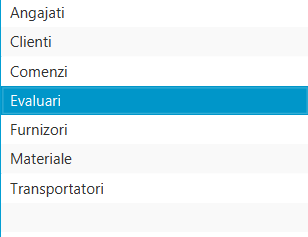 Angajati
Clienti
Comenzi
Evaluari
Furnizori
Materiale
Transportatori